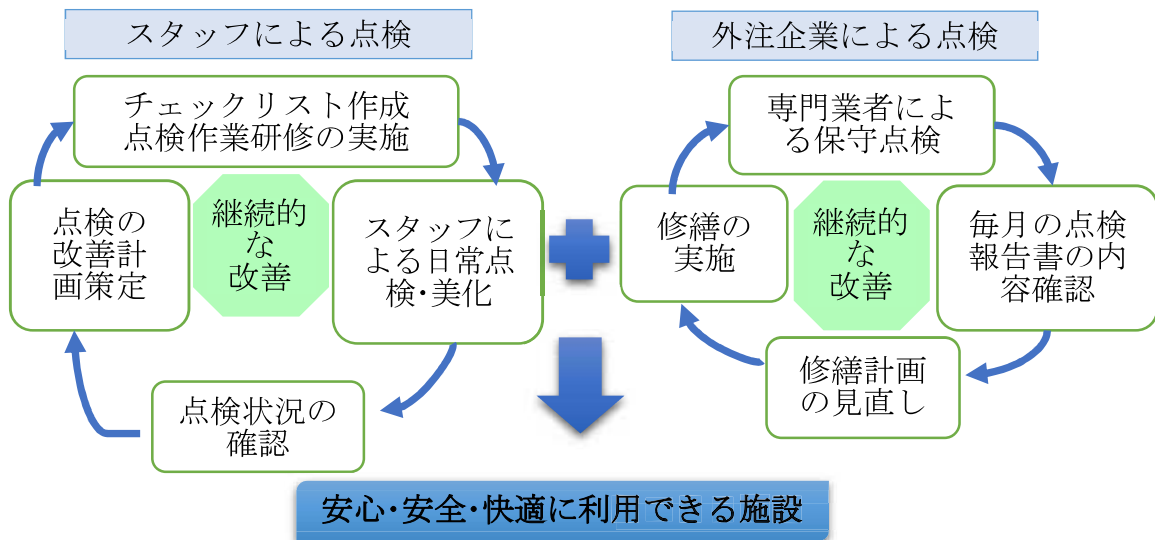 スタッフによる点検
チェックリスト作成
点検作業研修の実施
スタッフに
よる日常点
検･美化
点検状況の
確認
点検の
改善計
画策定
継続的
な
改善
外注企業による点検
専門業者によ
る保守点検
毎月の点検
報告書の内
容確認
修繕計画
の見直し
修繕の
実施
継続的
な
改善
安心･安全･快適に利用できる施設